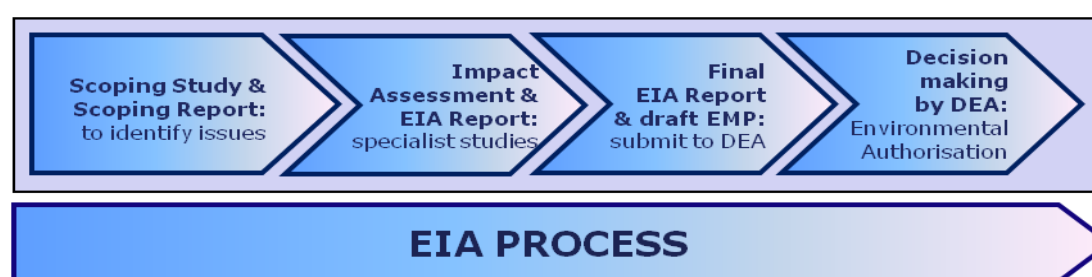 Scoping Study &
Scoping Report:
to identify issues
Impact
Assessment &
EIA Report:
specialist studies
Final
EIA Report
& draft EMP:
submit to DEA
Decision
making
by DEA:
Environmental
Authorisation
EIA PROCESS